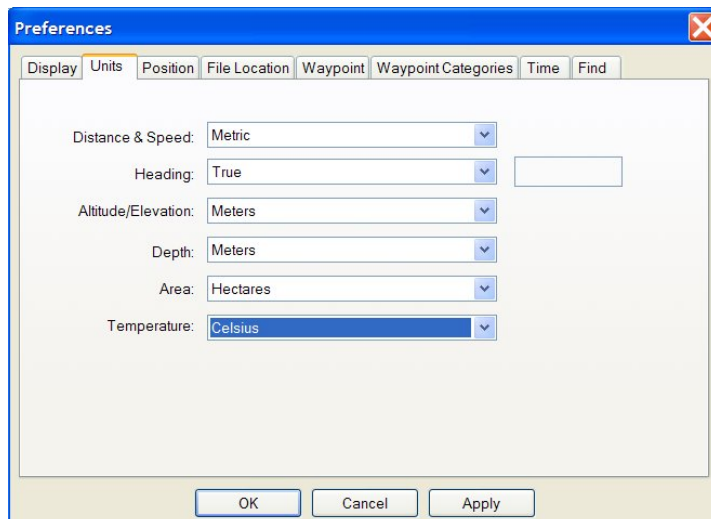 Preferences
Display Units Position File Location Waypoint Waypoint Categories Time Find
Distance & Speed: Metric
Heading: True
Altitude/Elevation: Meters
Depth: Meters
Area: Hectares
Temperature: Celsius
OK Cancel Apply